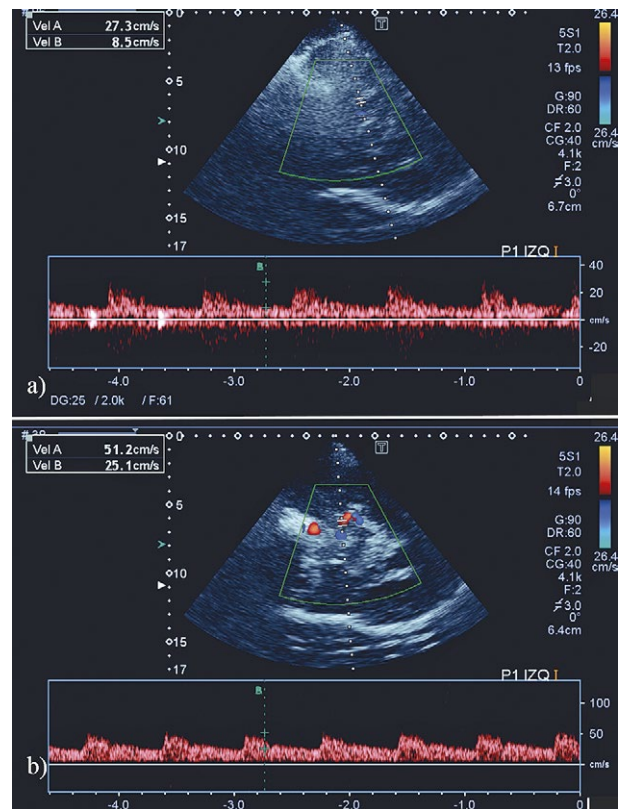 26.4
Vel A 27.3cm/s
Vel B 8.5cm/s
0
T
5S1
T2.0
13 fps
5
G:90
DR:60
CF 2.0
26.4
cm/s
CG:40
4.1k
F:2
10
3.0
0°
6.7cm
15
17
P1 IZQ
B
40
20
cm/s
-20
a)
-4.0 -3.0 -2.0 -1.0 0
DG:25 / 2.0k / F:61
26.4
Vel A 51.2cm/s
Vel B 25.1cm/s
0
T
5S1
T2.0
14 fps
5
G:90
DR:60
CF 2.0
26.4
cm/s
CG:40
4.1k
F:2
10
3.0
0°
6.4cm
15
17
P1 IZQ
B
100
50
cm/s
b)
-4.0 -3.0 -2.0 -1.0 0